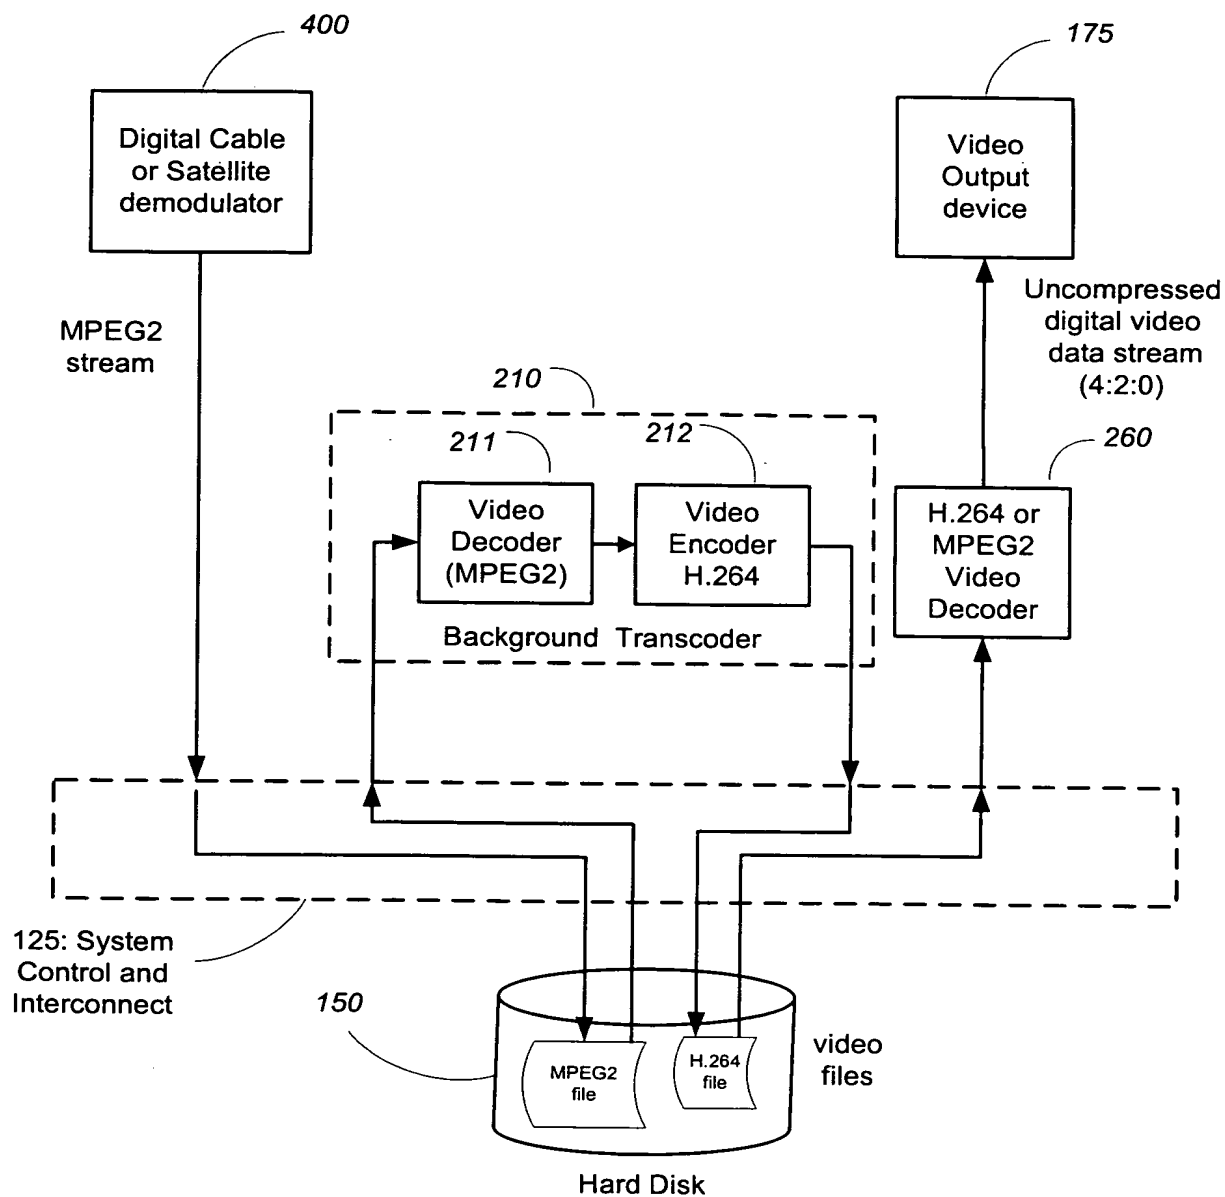 400
175
Digital Cable
or Satellite
demodulator
Video
Output
device
MPEG2
stream
Uncompressed
digital video
data stream
(4:2:0)
210
211
212
260
Video
Decoder
(MPEG2)
Video
Encoder
H.264
H.264 or
MPEG2
Video
Decoder
Background Transcoder
125: System
Control and
Interconnect
150
MPEG2
file
H.264
file
video
files
Hard Disk